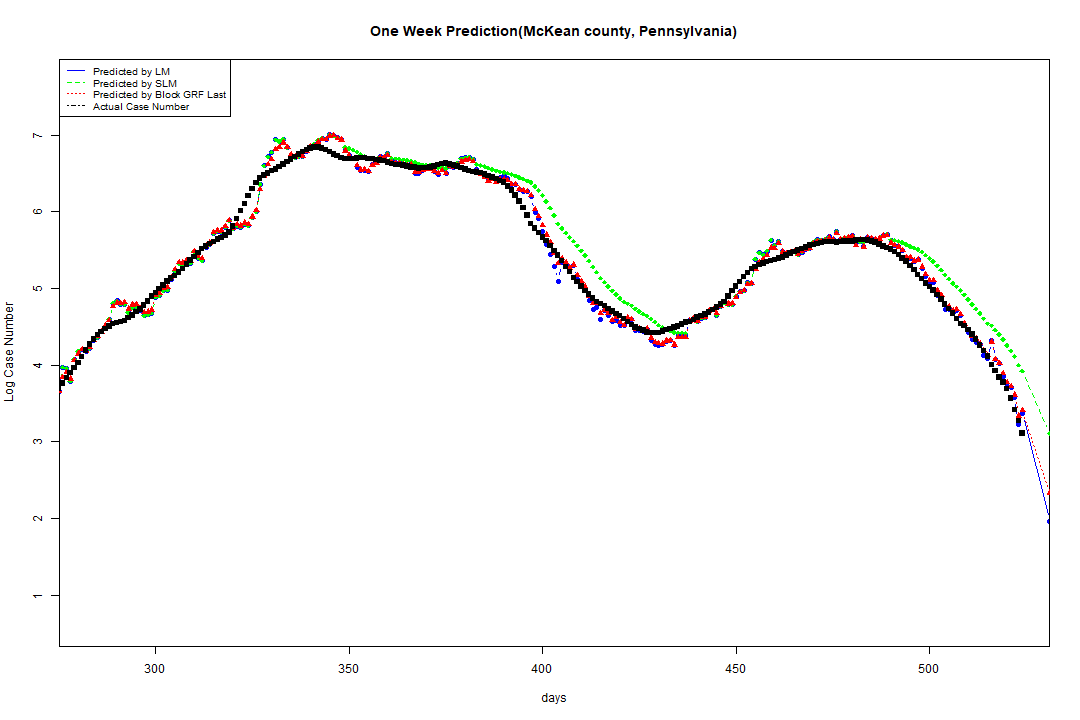 One Week Prediction(McKean county, Pennsylvania)
Predicted by LM
Predicted by SLM
Predicted by Block GRF Last
Actual Case Number
7
6
5
4
3
2
1
Log Case Number
300 350 400 450 500
days